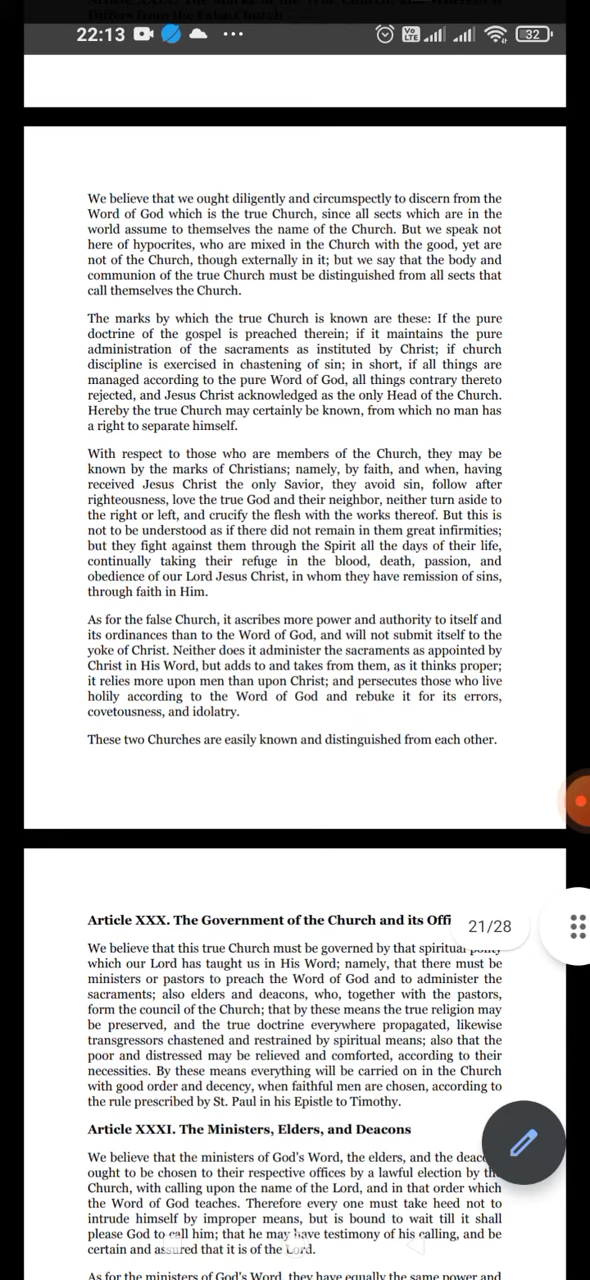 Differs from the False Church
22:13
Vo LTE
32
We believe that we ought diligently and circumspectly to discern from the
Word of God which is the true Church, since all sects which are in the
world assume to themselves the name of the Church. But we speak not
here of hypocrites, who are mixed in the Church with the good, yet are
not of the Church, though externally in it; but we say that the body and
communion of the true Church must be distinguished from all sects that
call themselves the Church.
The marks by which the true Church is known are these: If the pure
doctrine of the gospel is preached therein; if it maintains the pure
administration of the sacraments as instituted by Christ; if church
discipline is exercised in chastening of sin; in short, if all things are
managed according to the pure Word of God, all things contrary thereto
rejected, and Jesus Christ acknowledged as the only Head of the Church.
Hereby the true Church may certainly be known, from which no man has
a right to separate himself.
With respect to those who are members of the Church, they may be
known by the marks of Christians; namely, by faith, and when, having
received Jesus Christ the only Savior, they avoid sin, follow after
righteousness, love the true God and their neighbor, neither turn aside to
the right or left, and crucify the flesh with the works thereof. But this is
not to be understood as if there did not remain in them great infirmities;
but they fight against them through the Spirit all the days of their life,
continually taking their refuge in the blood, death, passion, and
obedience of our Lord Jesus Christ, in whom they have remission of sins,
through faith in Him.
As for the false Church, it ascribes more power and authority to itself and
its ordinances than to the Word of God, and will not submit itself to the
yoke of Christ. Neither does it administer the sacraments as appointed by
Christ in His Word, but adds to and takes from them, as it thinks proper;
it relies more upon men than upon Christ; and persecutes those who live
holily according to the Word of God and rebuke it for its errors,
covetousness, and idolatry.
These two Churches are easily known and distinguished from each other.
Article XXX. The Government of the Church and its Offi
21/28
We believe that this true Church must be governed by that spiritual polity
which our Lord has taught us in His Word; namely, that there must be
ministers or pastors to preach the Word of God and to administer the
sacraments; also elders and deacons, who, together with the pastors,
form the council of the Church; that by these means the true religion may
be preserved, and the true doctrine everywhere propagated, likewise
transgressors chastened and restrained by spiritual means; also that the
poor and distressed may be relieved and comforted, according to their
necessities. By these means everything will be carried on in the Church
with good order and decency, when faithful men are chosen, according to
the rule prescribed by St. Paul in his Epistle to Timothy.
Article XXXI. The Ministers, Elders, and Deacons
We believe that the ministers of God's Word, the elders, and the deac
ought to be chosen to their respective offices by a lawful election by th
Church, with calling upon the name of the Lord, and in that order which
the Word of God teaches. Therefore every one must take heed not to
intrude himself by improper means, but is bound to wait till it shall
please God to call him; that he may have testimony of his calling, and be
certain and assured that it is of the Lord.
As for the ministers of God's Word, they have equally the same power and